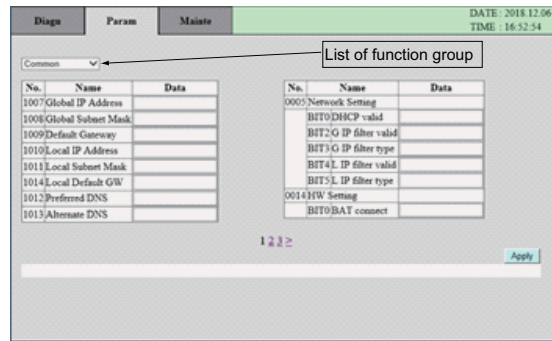 Diagn Param Mainte
DATE : 2018.12.06
TIME : 16:52:54
Common
List of function group
No. Name Data
1007 Global IP Address
1008 Global Subnet Mask
1009 Default Gateway
1010 Local IP Address
1011 Local Subnet Mask
1014 Local Default GW
1012 Preferred DNS
1013 Alternate DNS
No. Name Data
0005 Network Setting
BIT0 DHCP valid
BIT2 G IP filter valid
BIT3 G IP filter type
BIT4 L IP filter valid
BIT5 L IP filter type
0014 HW Setting
BIT0 BAT connect
1 2 3 ≥
Apply